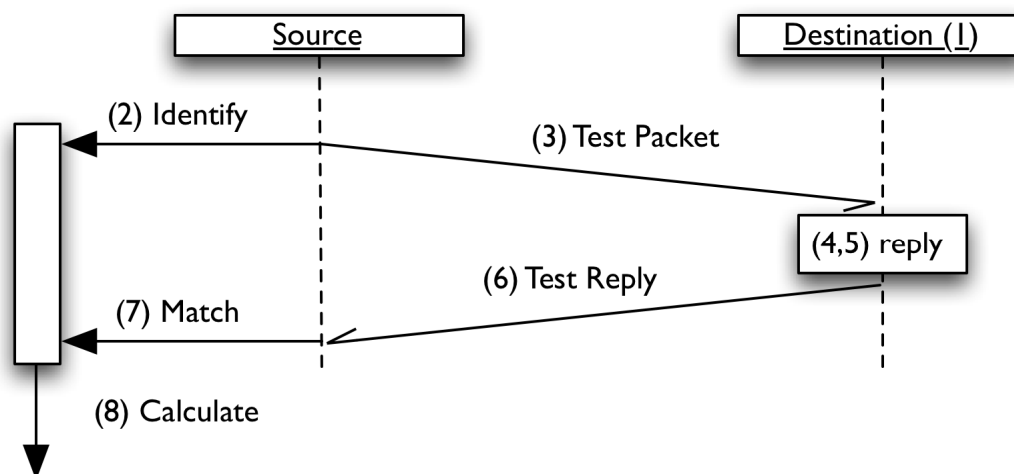 Source
Destination (1)
(2) Identify
(3) Test Packet
(4,5) reply
(6) Test Reply
(7) Match
(8) Calculate